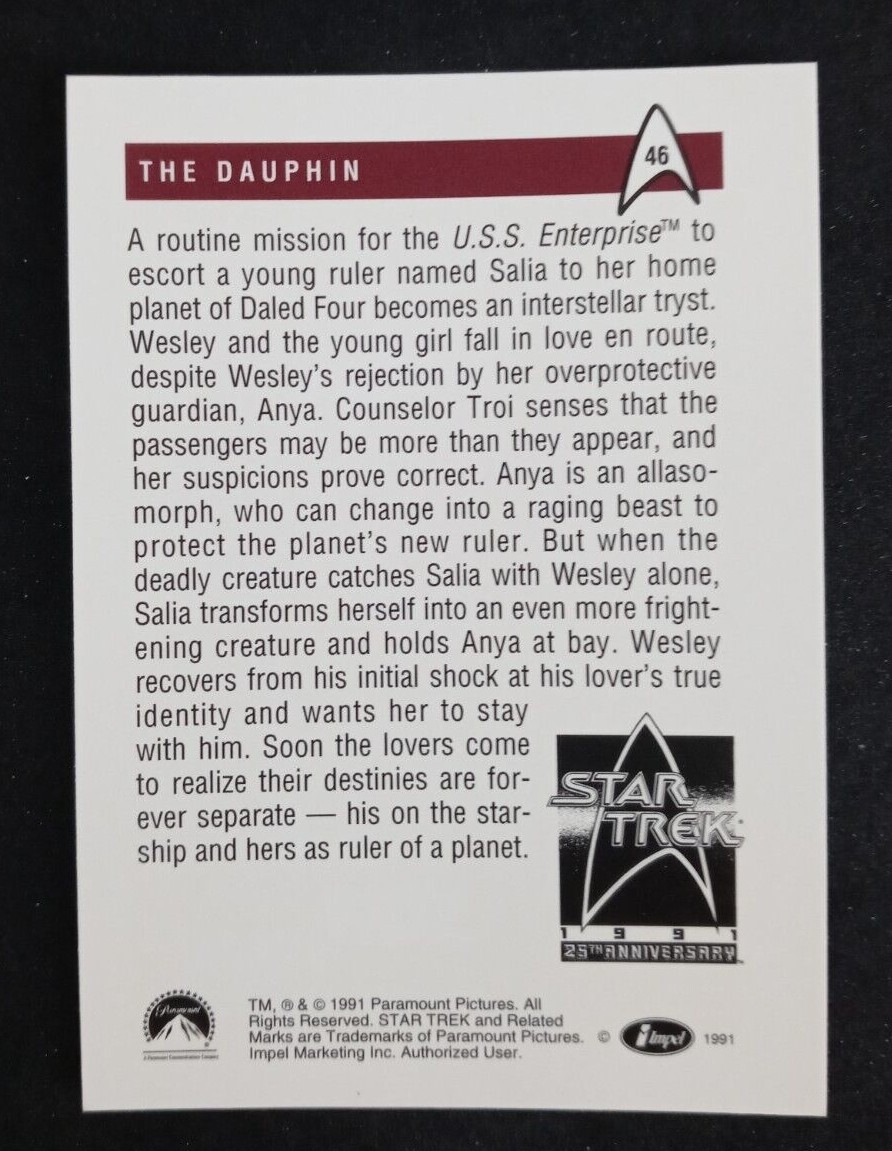 THE DAUPHIN
46
A routine mission for the U.S.S. Enterprise™ to
escort a young ruler named Salia to her home
planet of Daled Four becomes an interstellar tryst.
Wesley and the young girl fall in love en route,
despite Wesley's rejection by her overprotective
guardian, Anya. Counselor Troi senses that the
passengers may be more than they appear, and
her suspicions prove correct. Anya is an allaso-
morph, who can change into a raging beast to
protect the planet's new ruler. But when the
deadly creature catches Salia with Wesley alone,
Salia transforms herself into an even more fright-
ening creature and holds Anya at bay. Wesley
recovers from his initial shock at his lover's true
identity and wants her to stay
with him. Soon the lovers come
to realize their destinies are for-
ever separate — his on the star-
ship and hers as ruler of a planet.
STAR
TREK
1991
25TH ANNIVERSARY
Paramount
A Paramount Communications Company
TM, ® & © 1991 Paramount Pictures. All
Rights Reserved. STAR TREK and Related
Marks are Trademarks of Paramount Pictures.
Impel Marketing Inc. Authorized User.
© Impel 1991